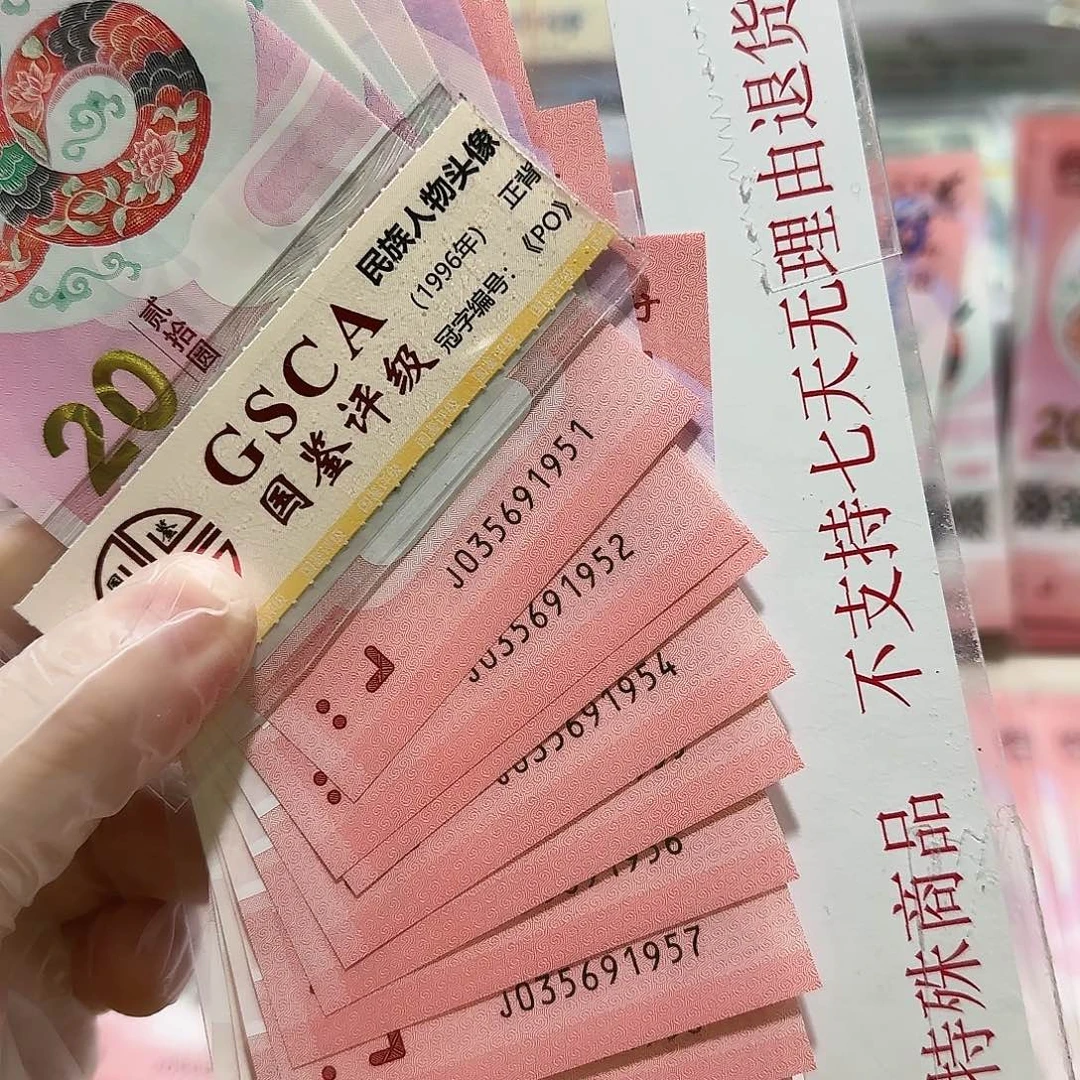 贰拾圆
20
GSCA
国鉴评级
民族人物头像
(1996年)
正背
冠字编号:《PO》
J035691951
J035691952
J035691954
J035691957
特殊商品
不支持七天无理由退货